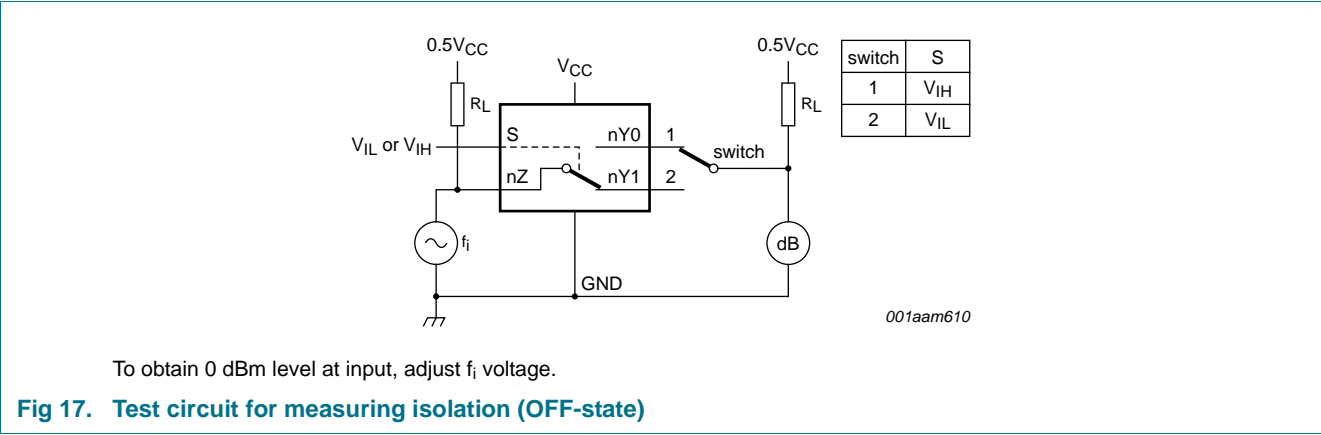 0.5VCC
VCC
0.5VCC
RL
RL
switch S
1 VIH
2 VIL
VIL or VIH
S
nY0
1
switch
nZ
nY1
2
fi
dB
GND
001aam610
To obtain 0 dBm level at input, adjust fi voltage.
Fig 17. Test circuit for measuring isolation (OFF-state)